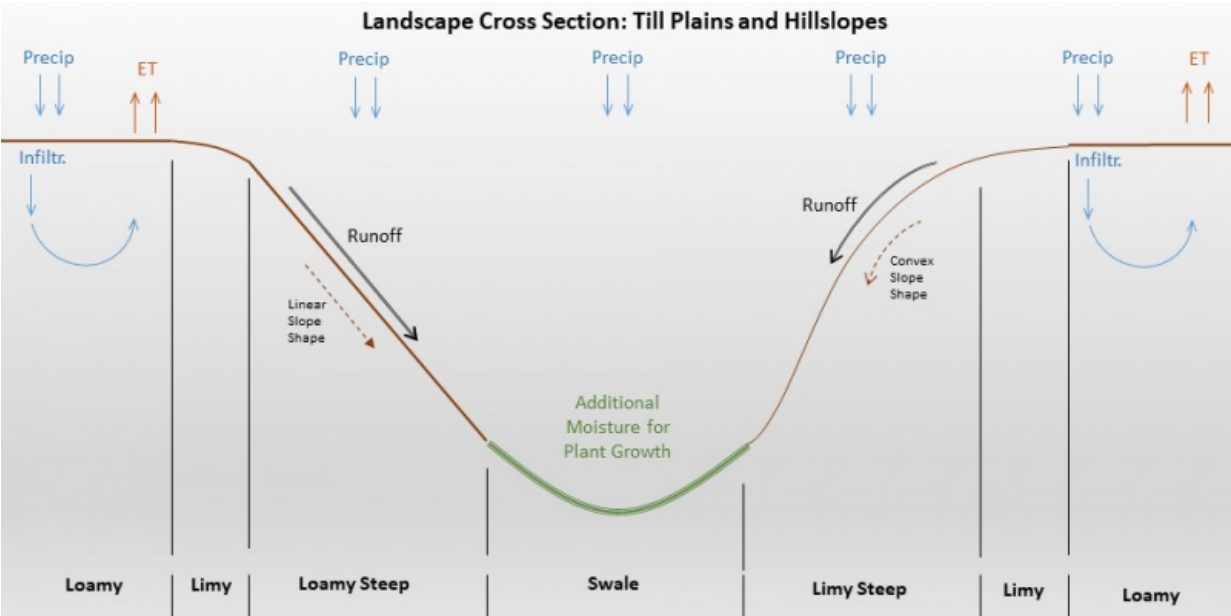 Landscape Cross Section: Till Plains and Hillslopes
Precip
ET
Precip
Precip
Precip
Precip
ET
Infiltr.
Infiltr.
Runoff
Runoff
Linear
Slope
Shape
Convex
Slope
Shape
Additional
Moisture for
Plant Growth
Loamy
Limy
Loamy Steep
Swale
Limy Steep
Limy
Loamy